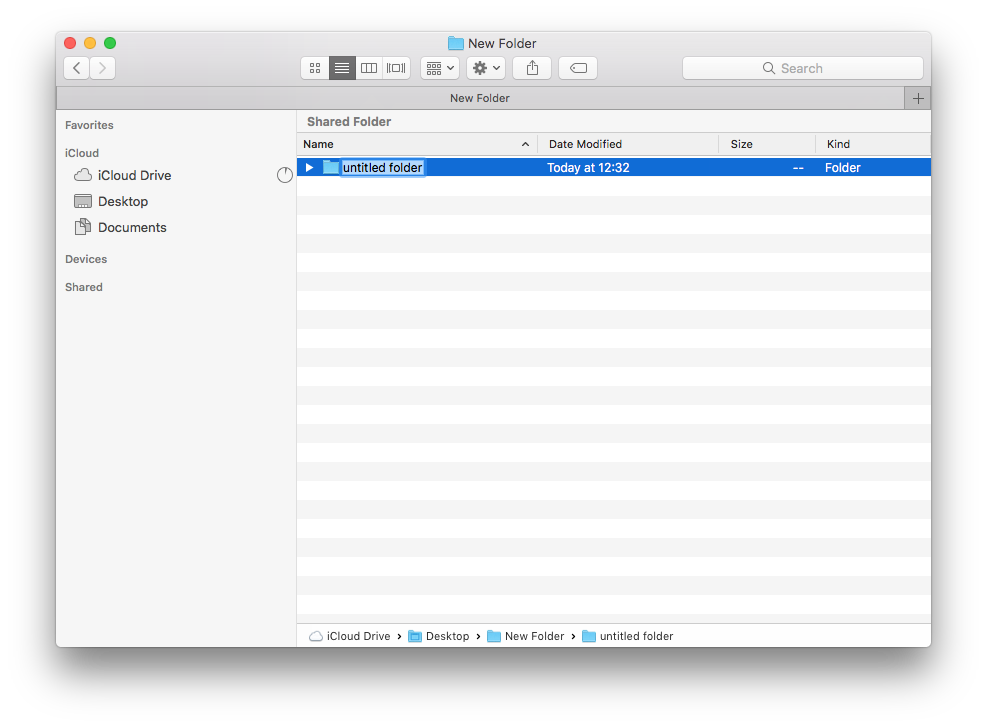 New Folder
Search
New Folder
Favorites
iCloud
iCloud Drive
Desktop
Documents
Devices
Shared
Shared Folder
Name Date Modified Size Kind
untitled folder Today at 12:32 -- Folder
iCloud Drive › Desktop › New Folder › untitled folder